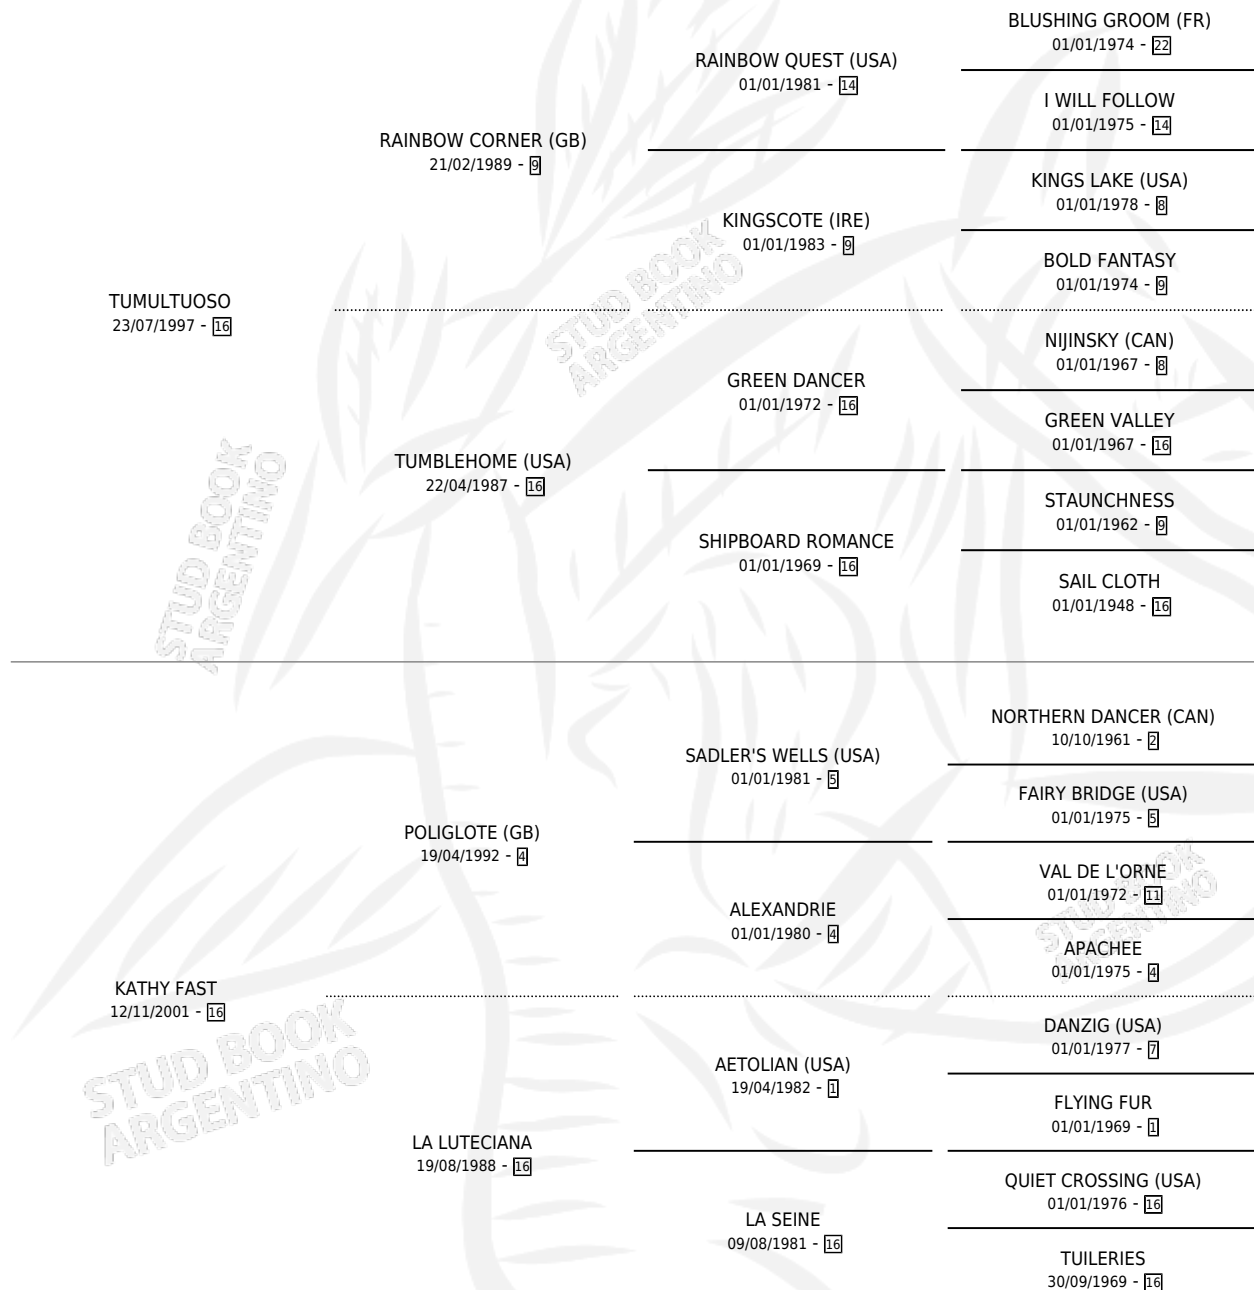 BLUSHING GROOM (FR)
01/01/1974 - 22
RAINBOW QUEST (USA)
01/01/1981 - 14
I WILL FOLLOW
01/01/1975 - 14
RAINBOW CORNER (GB)
21/02/1989 - 9
KINGS LAKE (USA)
01/01/1978 - 8
KINGSCOTE (IRE)
01/01/1983 - 9
BOLD FANTASY
01/01/1974 - 9
TUMULTUOSO
23/07/1997 - 16
NIJINSKY (CAN)
01/01/1967 - 8
GREEN DANCER
01/01/1972 - 16
GREEN VALLEY
01/01/1967 - 16
TUMBLEHOME (USA)
22/04/1987 - 16
STAUNCHNESS
01/01/1962 - 9
SHIPBOARD ROMANCE
01/01/1969 - 16
SAIL CLOTH
01/01/1948 - 16
NORTHERN DANCER (CAN)
10/10/1961 - 2
SADLER'S WELLS (USA)
01/01/1981 - 5
FAIRY BRIDGE (USA)
01/01/1975 - 5
POLIGLOTE (GB)
19/04/1992 - 4
VAL DE L'ORNE
01/01/1972 - 11
ALEXANDRIE
01/01/1980 - 4
APACHEE
01/01/1975 - 4
KATHY FAST
12/11/2001 - 16
DANZIG (USA)
01/01/1977 - 7
AETOLIAN (USA)
19/04/1982 - 1
FLYING FUR
01/01/1969 - 1
LA LUTECIANA
19/08/1988 - 16
QUIET CROSSING (USA)
01/01/1976 - 16
LA SEINE
09/08/1981 - 16
TUILERIES
30/09/1969 - 16
STUD BOOK
ARGENTINO
STUD BOOK
ARGENTINO
STUD BOOK
ARGENTINO
STUD BOOK
ARGENTINO